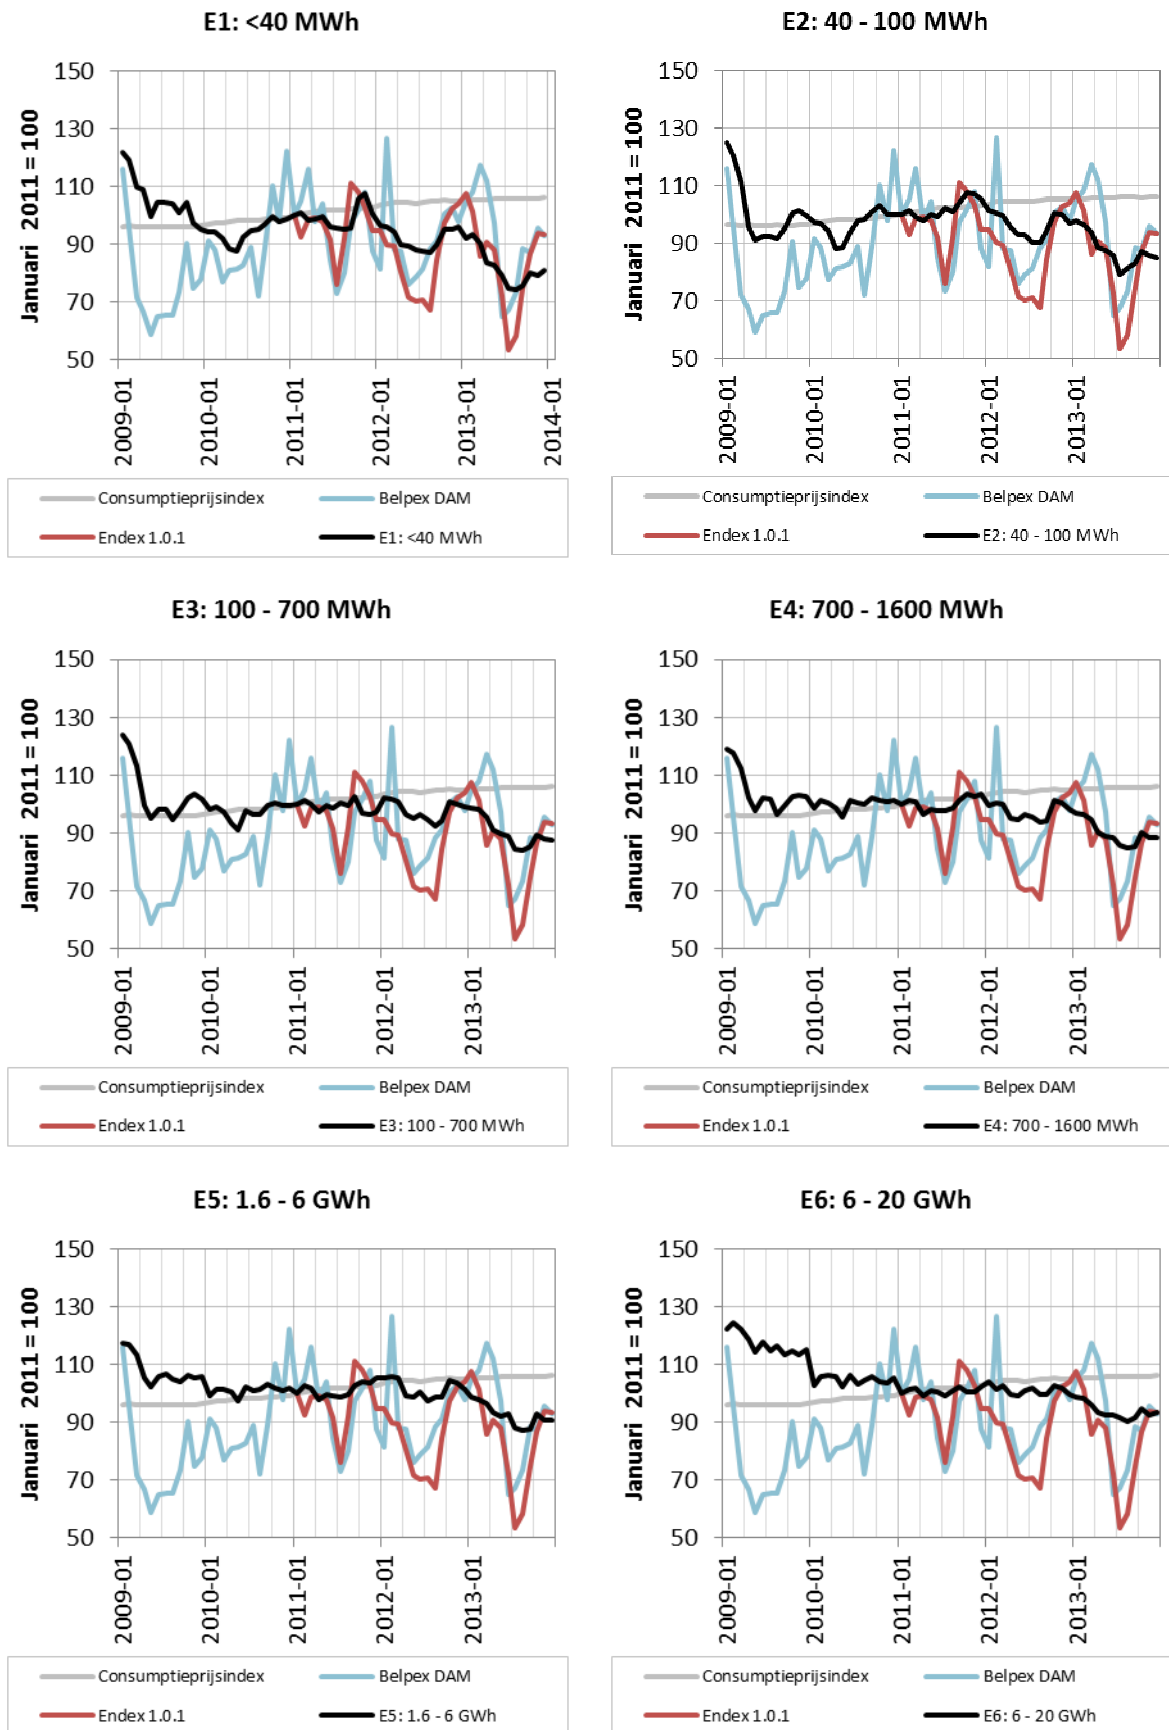 E1: <40 MWh
Januari 2011 = 100
150
130
110
90
70
50
2009-01
2010-01
2011-01
2012-01
2013-01
2014-01
Consumptieprijsindex
Belpex DAM
Endex 1.0.1
E1: <40 MWh
E2: 40 - 100 MWh
Januari 2011 = 100
150
130
110
90
70
50
2009-01
2010-01
2011-01
2012-01
2013-01
Consumptieprijsindex
Belpex DAM
Endex 1.0.1
E2: 40 - 100 MWh
E3: 100 - 700 MWh
Januari 2011 = 100
150
130
110
90
70
50
2009-01
2010-01
2011-01
2012-01
2013-01
Consumptieprijsindex
Belpex DAM
Endex 1.0.1
E3: 100 - 700 MWh
E4: 700 - 1600 MWh
Januari 2011 = 100
150
130
110
90
70
50
2009-01
2010-01
2011-01
2012-01
2013-01
Consumptieprijsindex
Belpex DAM
Endex 1.0.1
E4: 700 - 1600 MWh
E5: 1.6 - 6 GWh
Januari 2011 = 100
150
130
110
90
70
50
2009-01
2010-01
2011-01
2012-01
2013-01
Consumptieprijsindex
Belpex DAM
Endex 1.0.1
E5: 1.6 - 6 GWh
E6: 6 - 20 GWh
Januari 2011 = 100
150
130
110
90
70
50
2009-01
2010-01
2011-01
2012-01
2013-01
Consumptieprijsindex
Belpex DAM
Endex 1.0.1
E6: 6 - 20 GWh